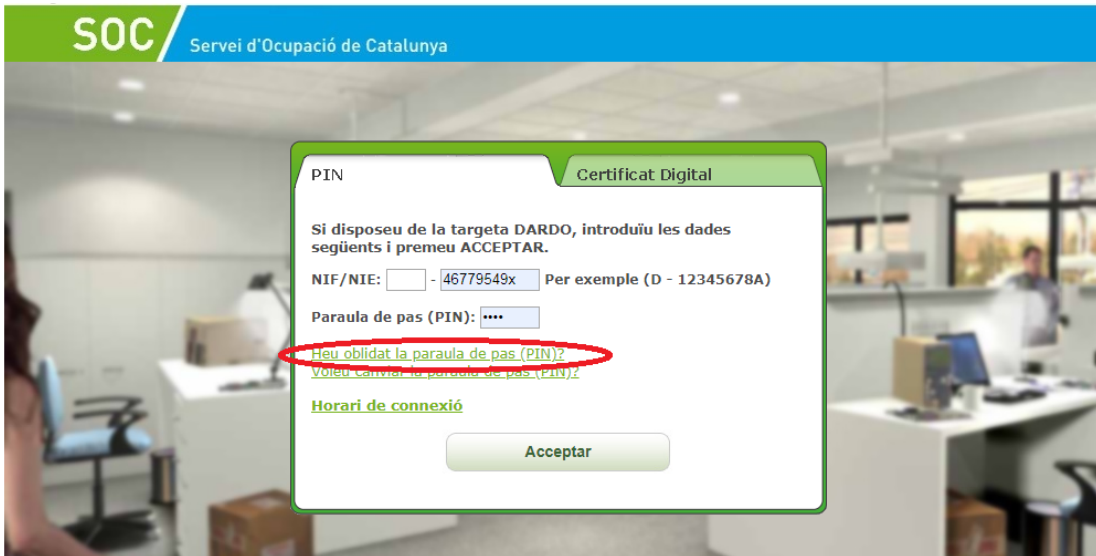 SOC
Servei d'Ocupació de Catalunya
PIN
Certificat Digital
Si disposeu de la targeta DARDO, introduïu les dades
següents i premeu ACCEPTAR.
NIF/NIE: - 46779549x Per exemple (D - 12345678A)
Paraula de pas (PIN): ••••
Heu oblidat la paraula de pas (PIN)?
Voleu canviar la paraula de pas (PIN)?
Horari de connexió
Acceptar